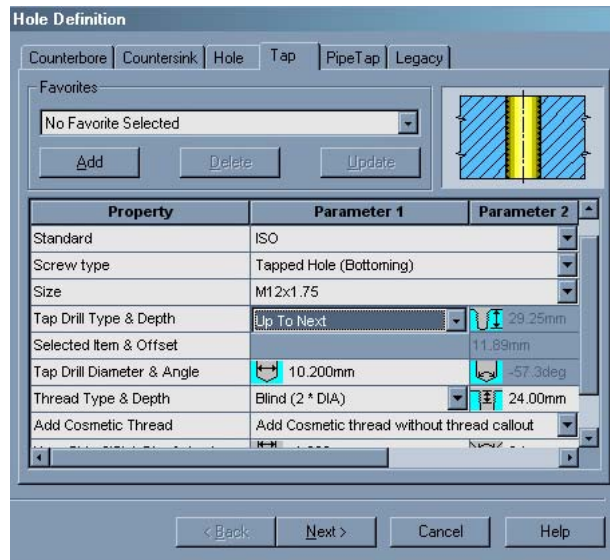 Hole Definition
Counterbore Countersink Hole Tap PipeTap Legacy
Favorites
No Favorite Selected
Add Delete Update
Property Parameter 1 Parameter 2
Standard ISO
Screw type Tapped Hole (Bottoming)
Size M12x1.75
Tap Drill Type & Depth Up To Next 29.25mm
Selected Item & Offset 11.89mm
Tap Drill Diameter & Angle 10.200mm -57.3deg
Thread Type & Depth Blind (2 * DIA) 24.00mm
Add Cosmetic Thread Add Cosmetic thread without thread callout
< Back Next > Cancel Help